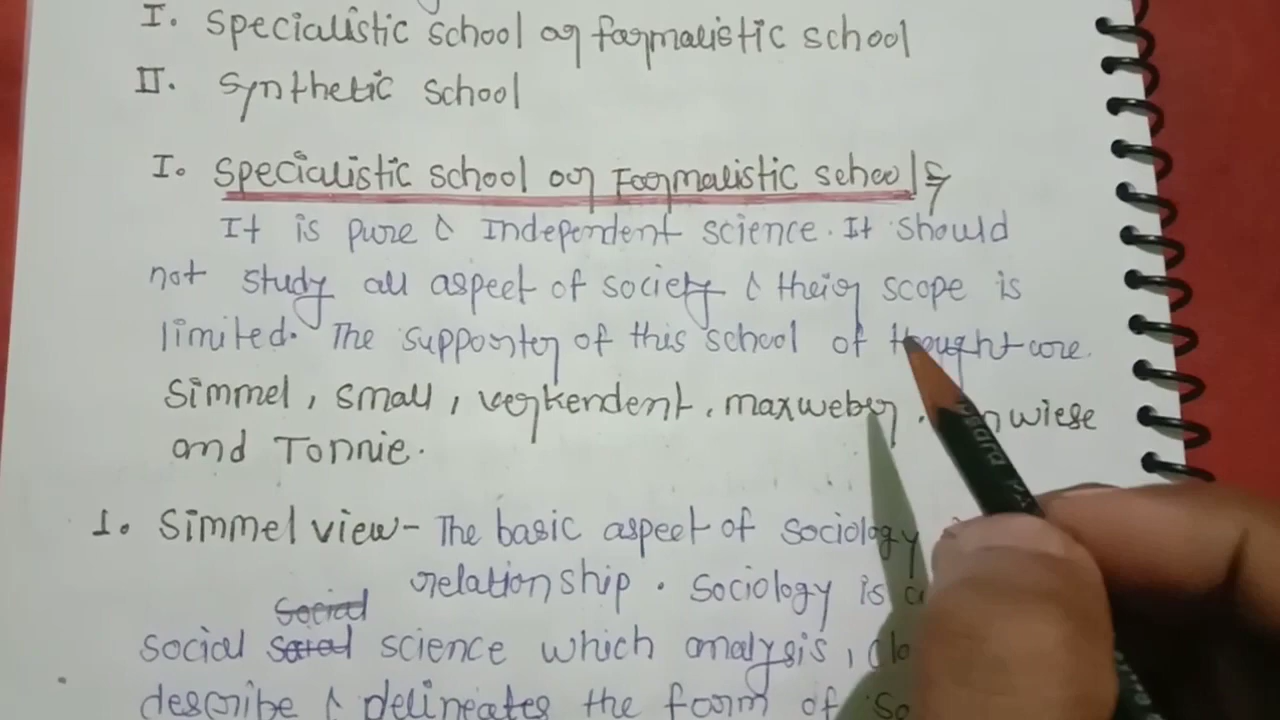 I. Specialistic school or formalistic school
II. Synthetic School
I. Specialistic school or Formalistic school :-
It is pure & Independent science. It should
not study all aspect of society & their scope is
limited. The supporter of this school of thought are.
Simmel, small, verkendent, maxweber, wiese
and Tonnie.
1. Simmel view- The basic aspect of sociology
relationship. Sociology is
social
social science which analysis,
describe & delineates the form of